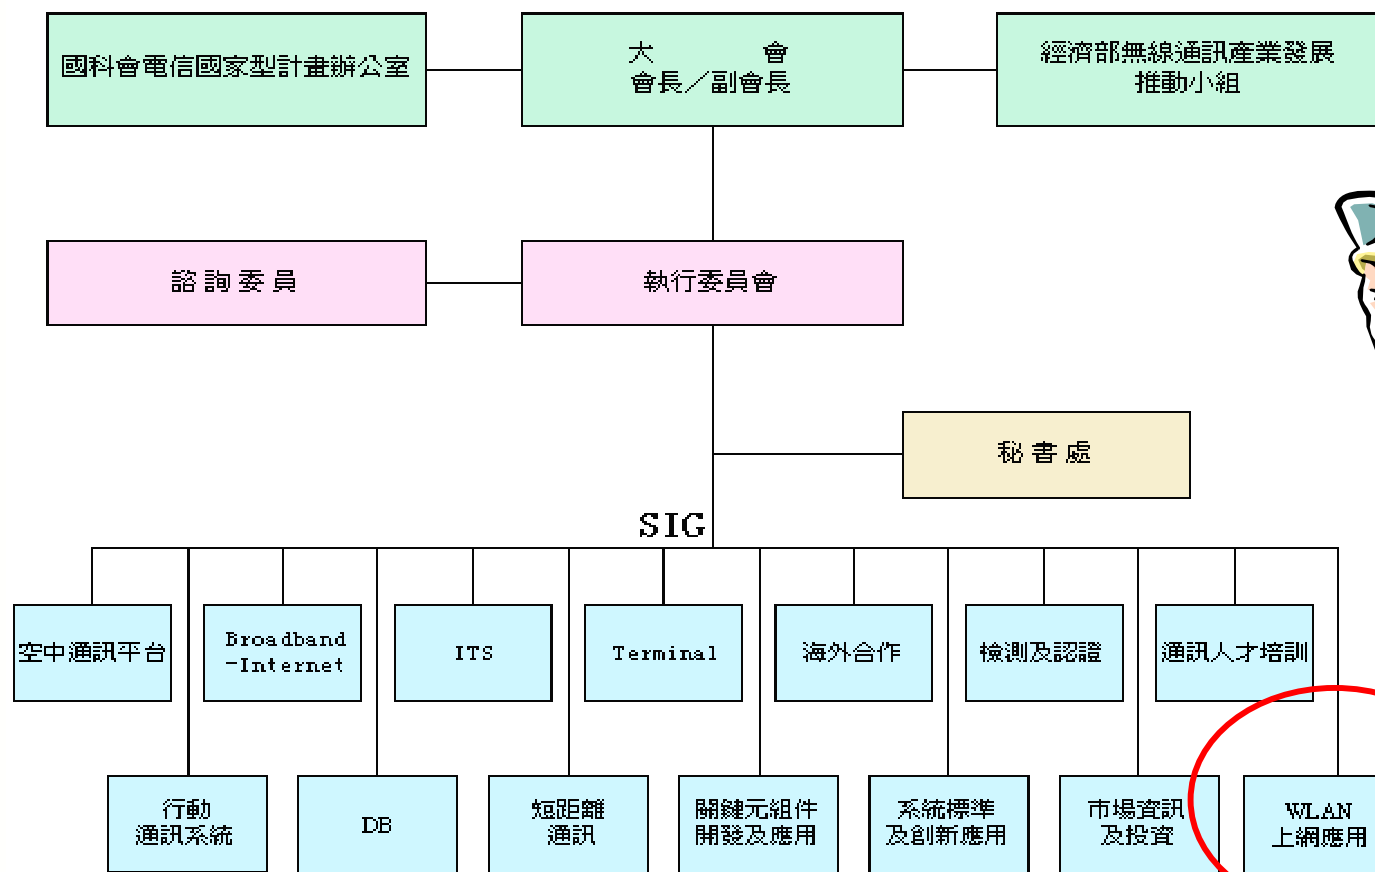 國科會電信國家型計畫辦公室
大 會
會長／副會長
經濟部無線通訊產業發展
推動小組
諮詢委員
執行委員會
秘書處
SIG
空中通訊平台
Broadband
-Internet
ITS
Terminal
海外合作
檢測及認證
通訊人才培訓
行動
通訊系統
DB
短距離
通訊
關鍵元組件
開發及應用
系統標準
及創新應用
市場資訊
及投資
WLAN
上網應用